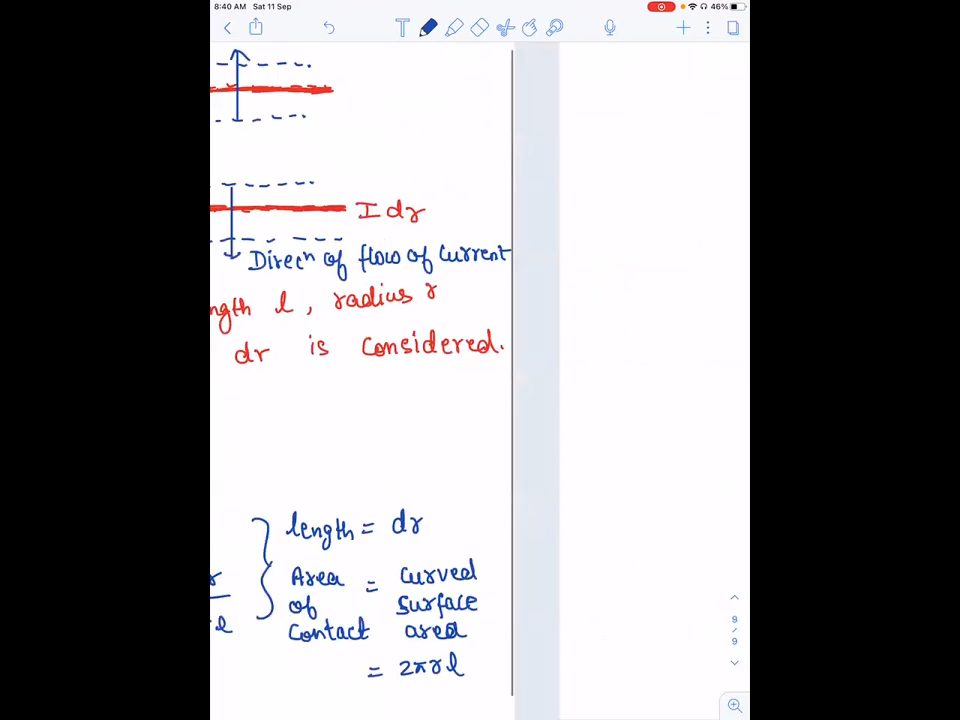 8:40 AM Sat 11 Sep
46%
T
I dr
Direcn of flow of Current
ngth l , radius r
dr is Considered.
length = dr
Area = Curved
of Surface
Contact area
= 2πrl
r
l
9
/
9